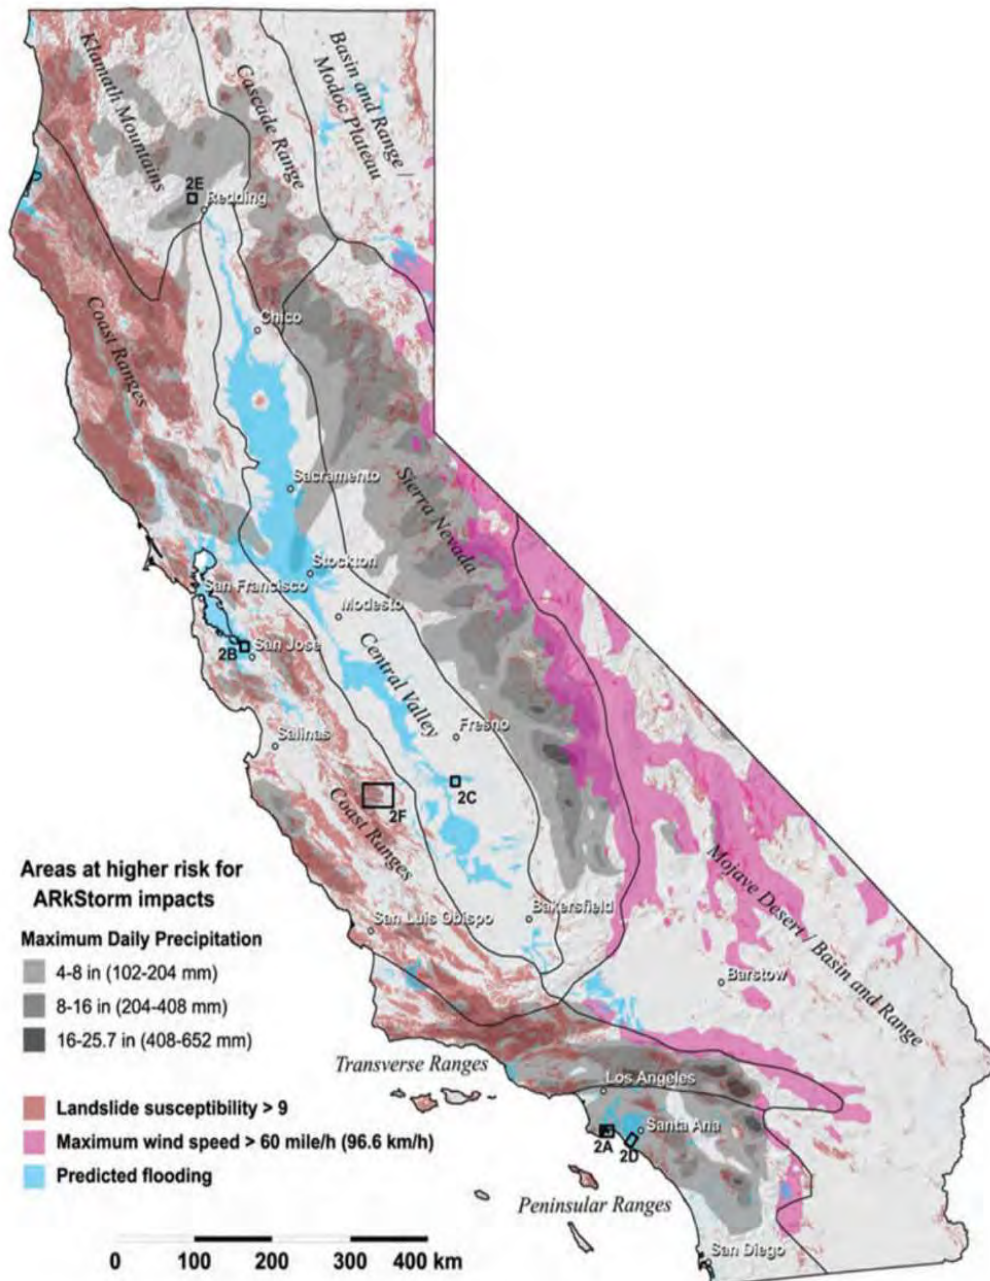 Klamath Mountains
Cascade Range
Basin and Range /
Modoc Plateau
2E
Redding
Coast Ranges
Chico
Sacramento
Sierra Nevada
Stockton
San Francisco
Modesto
2B
San Jose
Central Valley
Salinas
Fresno
2C
2F
Coast Ranges
Areas at higher risk for
ARkStorm impacts
Maximum Daily Precipitation
4-8 in (102-204 mm)
8-16 in (204-408 mm)
16-25.7 in (408-652 mm)
San Luis Obispo
Bakersfield
Mojave Desert / Basin and Range
Barstow
Transverse Ranges
Los Angeles
Landslide susceptibility > 9
Maximum wind speed > 60 mile/h (96.6 km/h)
Predicted flooding
Santa Ana
2A
2D
Peninsular Ranges
San Diego
0 100 200 300 400 km